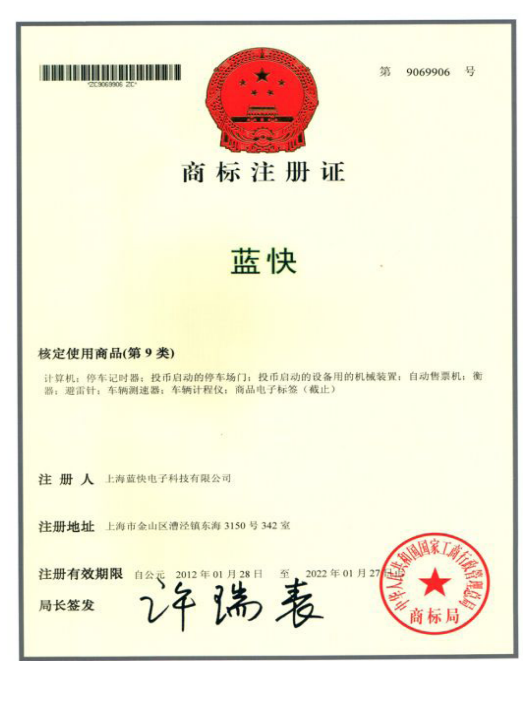 第 9069906 号
*ZC9069906 ZC*
商标注册证
蓝快
核定使用商品(第 9 类)
计算机；停车记时器；投币启动的停车场门；投币启动的设备用的机械装置；自动售票机；衡
器；避雷针；车辆测速器；车辆计程仪；商品电子标签（截止）
注册人 上海蓝快电子科技有限公司
注册地址 上海市金山区漕泾镇东海 3150 号 342 室
注册有效期限 自公元 2012 年 01 月 28 日 至 2022 年 01 月 27 日止
局长签发 许瑞表
中华人民共和国国家工商行政管理总局
商标局